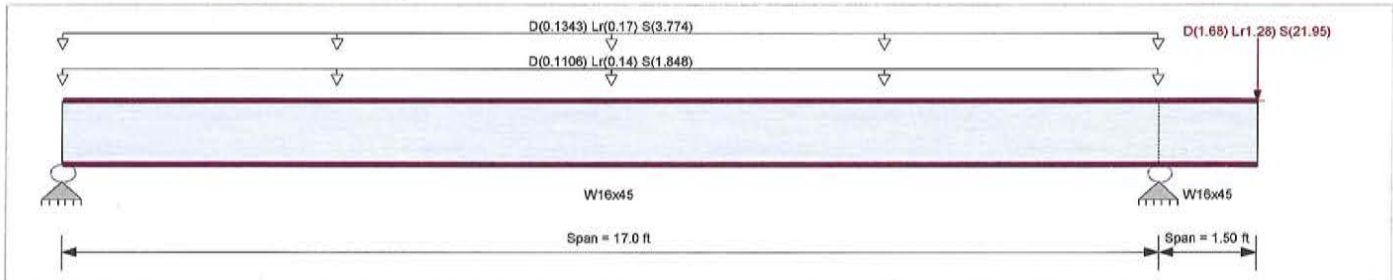 D(0.1343) Lr(0.17) S(3.774)
D(1.68) Lr1.28) S(21.95)
D(0.1106) Lr(0.14) S(1.848)
W16x45
W16x45
Span = 17.0 ft
Span = 1.50 ft